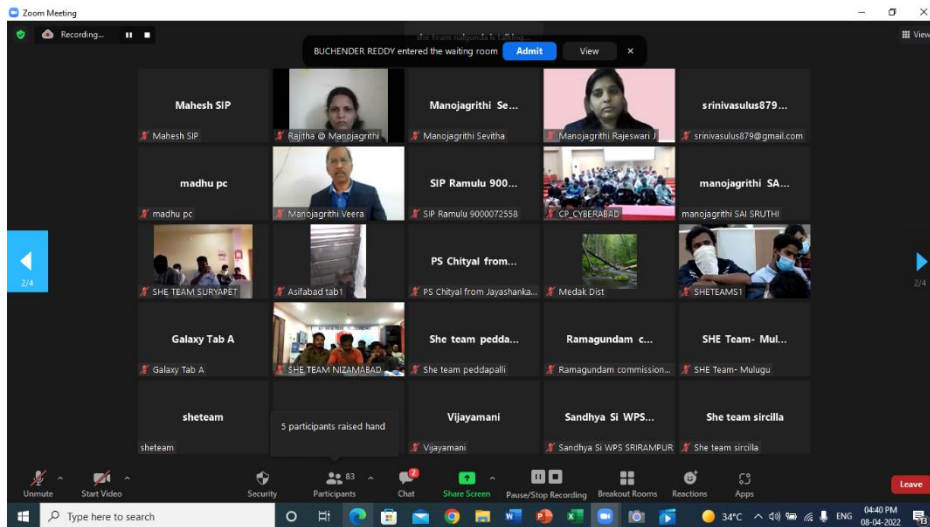 Zoom Meeting
Recording...
View
she team nalgonda is talking...
BUCHENDER REDDY entered the waiting room Admit View
Mahesh SIP
Manojagrithi Se...
srinivasulus879...
Mahesh SIP
Rajitha @ Manojagrithi
Manojagrithi Sevitha
Manojagrithi Rajeswari J
srinivasulus879@gmail.com
madhu pc
SIP Ramulu 900...
manojagrithi SA...
madhu pc
Manojagrithi Veera
SIP Ramulu 9000072558
CP_CYBERABAD
manojagrithi SAI SRUTHI
PS Chityal from...
2/4
2/4
SHE TEAM SURYAPET
Asifabad tab1
PS Chityal from Jayashanka...
Medak Dist
SHETEAMS1
Galaxy Tab A
She team pedda...
Ramagundam c...
SHE Team- Mul...
Galaxy Tab A
SHE TEAM NIZAMABAD
She team peddapalli
Ramagundam commission...
SHE Team- Mulugu
sheteam
5 participants raised hand
Vijayamani
Sandhya Si WPS...
She team sircilla
sheteam
Vijayamani
Sandhya Si WPS SRIRAMPUR
She team sircilla
83
2
Unmute
Start Video
Security
Participants
Chat
Share Screen
Pause/Stop Recording
Breakout Rooms
Reactions
Apps
Leave
Type here to search
34°C
ENG
04:40 PM
08-04-2022